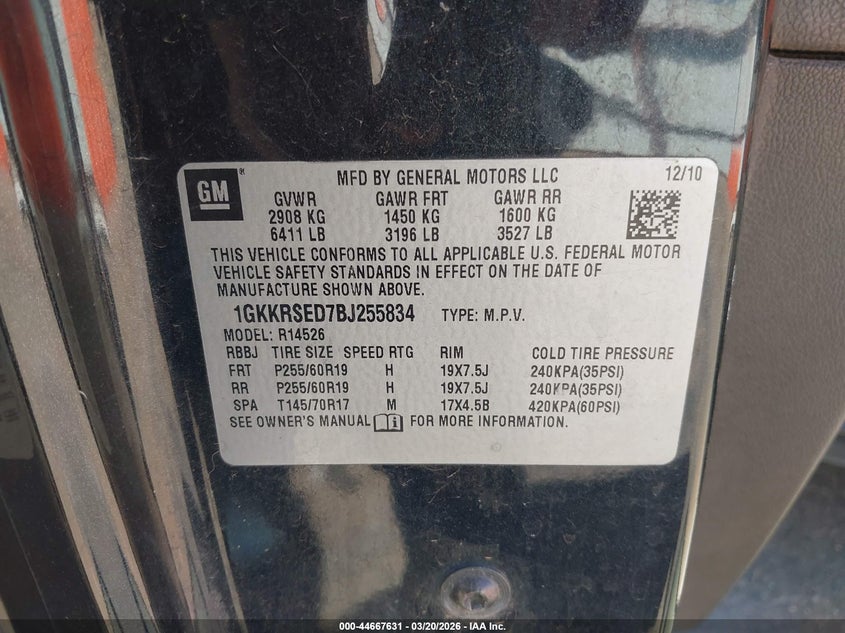 GM
MFD BY GENERAL MOTORS LLC 12/10
GVWR GAWR FRT GAWR RR
2908 KG 1450 KG 1600 KG
6411 LB 3196 LB 3527 LB
THIS VEHICLE CONFORMS TO ALL APPLICABLE U.S. FEDERAL MOTOR
VEHICLE SAFETY STANDARDS IN EFFECT ON THE DATE OF
MANUFACTURE SHOWN ABOVE.
1GKKRSED7BJ255834 TYPE: M.P.V.
MODEL: R14526
RBBJ TIRE SIZE SPEED RTG RIM COLD TIRE PRESSURE
FRT P255/60R19 H 19X7.5J 240KPA(35PSI)
RR P255/60R19 H 19X7.5J 240KPA(35PSI)
SPA T145/70R17 M 17X4.5B 420KPA(60PSI)
SEE OWNER'S MANUAL i FOR MORE INFORMATION.
000-44667631 - 03/20/2026 - IAA Inc.